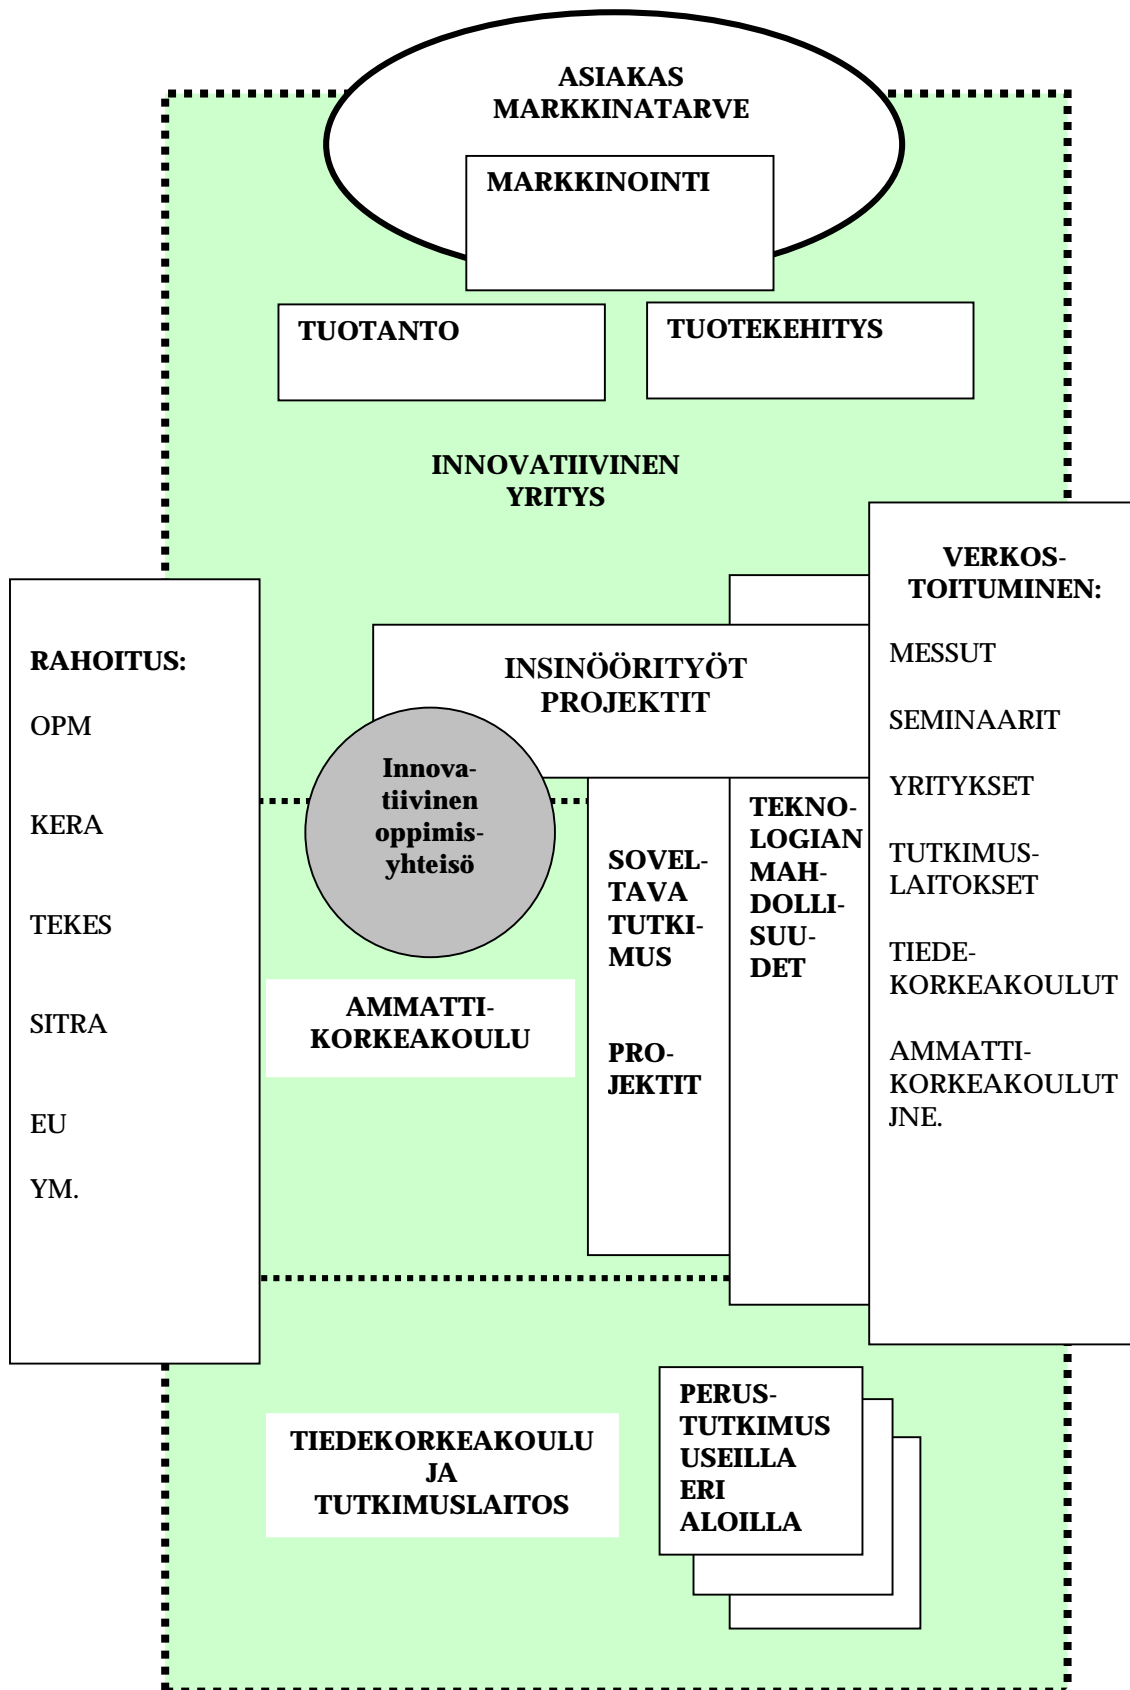 ASIAKAS
MARKKINATARVE
MARKKINOINTI
TUOTANTO
TUOTEKEHITYS
INNOVATIIVINEN
YRITYS
RAHOITUS:
OPM
KERA
TEKES
SITRA
EU
YM.
INSINÖÖRITYÖT
PROJEKTIT
Innova-
tiivinen
oppimis-
yhteisö
AMMATTI-
KORKEAKOULU
SOVEL-
TAVA
TUTKI-
MUS
PRO-
JEKTIT
TEKNO-
LOGIAN
MAH-
DOLLI-
SUU-
DET
VERKOS-
TOITUMINEN:
MESSUT
SEMINAARIT
YRITYKSET
TUTKIMUS-
LAITOKSET
TIEDE-
KORKEAKOULUT
AMMATTI-
KORKEAKOULUT
JNE.
TIEDEKORKEAKOULU
JA
TUTKIMUSLAITOS
PERUS-
TUTKIMUS
USEILLA
ERI
ALOILLA